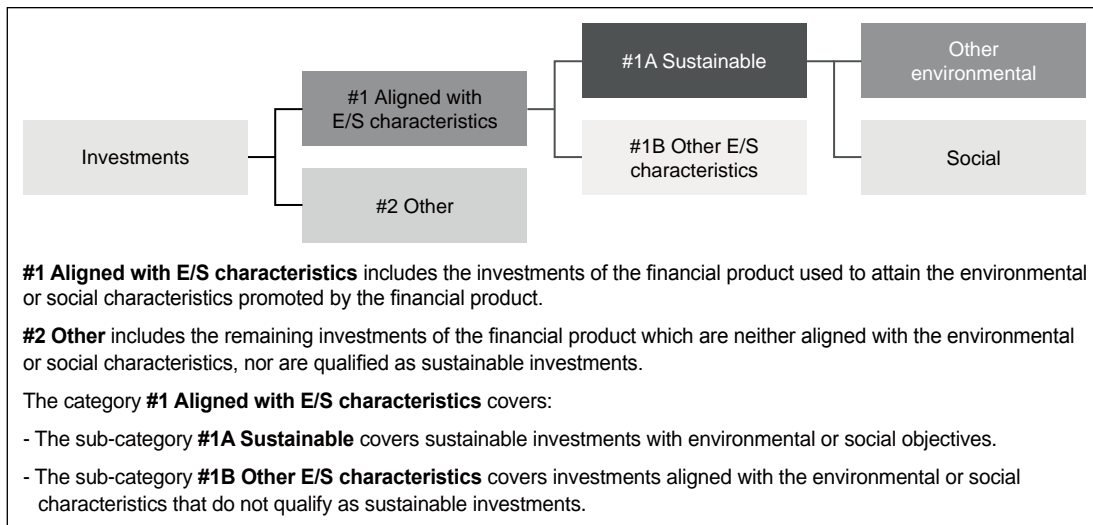 Investments
#1 Aligned with
E/S characteristics
#2 Other
#1A Sustainable
#1B Other E/S
characteristics
Other
environmental
Social
#1 Aligned with E/S characteristics includes the investments of the financial product used to attain the environmental
or social characteristics promoted by the financial product.
#2 Other includes the remaining investments of the financial product which are neither aligned with the environmental
or social characteristics, nor are qualified as sustainable investments.
The category #1 Aligned with E/S characteristics covers:
- The sub-category #1A Sustainable covers sustainable investments with environmental or social objectives.
- The sub-category #1B Other E/S characteristics covers investments aligned with the environmental or social
characteristics that do not qualify as sustainable investments.